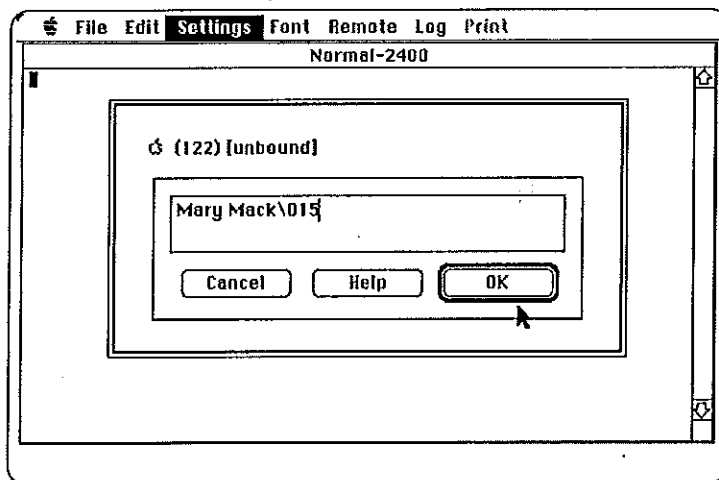 File Edit Settings Font Remote Log Print
Normal-2400
(122) [unbound]
Mary Mack\015
Cancel Help OK